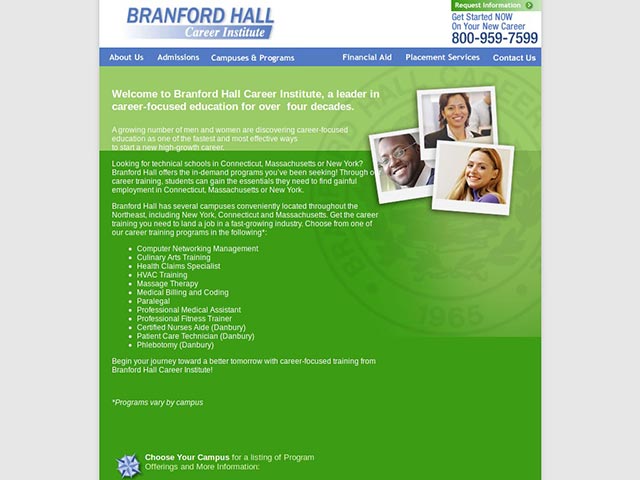 BRANFORD HALL
Career Institute
Request Information
Get Started NOW
On Your New Career
800-959-7599
About Us Admissions Campuses & Programs Financial Aid Placement Services Contact Us
Welcome to Branford Hall Career Institute, a leader in
career-focused education for over four decades.
A growing number of men and women are discovering career-focused
education as one of the fastest and most effective ways
to start a new high-growth career.
Looking for technical schools in Connecticut, Massachusetts or New York?
Branford Hall offers the in-demand programs you've been seeking! Through o
career training, students can gain the essentials they need to find gainful
employment in Connecticut, Massachusetts or New York.
Branford Hall has several campuses conveniently located throughout the
Northeast, including New York, Connecticut and Massachusetts. Get the career
training you need to land a job in a fast-growing industry. Choose from one of
our career training programs in the following*:
Computer Networking Management
Culinary Arts Training
Health Claims Specialist
HVAC Training
Massage Therapy
Medical Billing and Coding
Paralegal
Professional Medical Assistant
Professional Fitness Trainer
Certified Nurses Aide (Danbury)
Patient Care Technician (Danbury)
Phlebotomy (Danbury)
1965
Begin your journey toward a better tomorrow with career-focused training from
Branford Hall Career Institute!
*Programs vary by campus
Choose Your Campus for a listing of Program
Offerings and More Information: